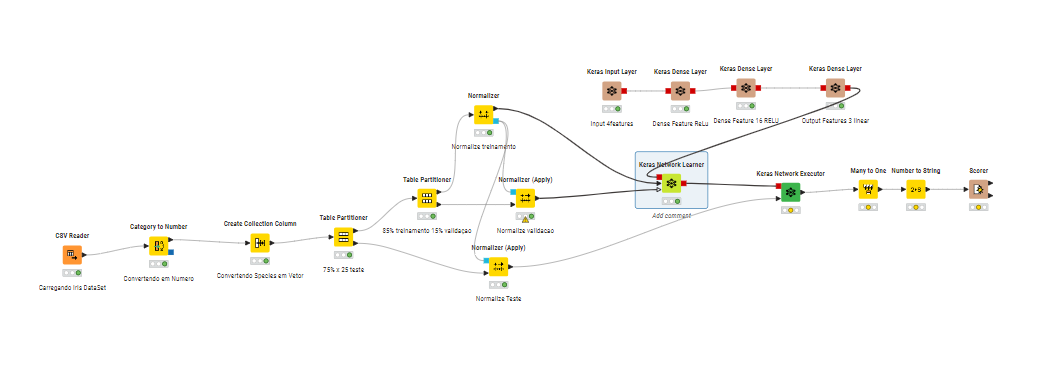 Keras Input Layer
Keras Dense Layer
Keras Dense Layer
Keras Dense Layer
Input 4features
Dense Feature ReLu
Dense Feature 16 RELU
Output Features 3 linear
Normalizer
Normalize treinamento
Keras Network Learner
Add comment
Keras Network Executor
Many to One
Number to String
2→S
Scorer
Table Partitioner
85% treinamento 15% validaçao
Normalizer (Apply)
Normalize validacao
Table Partitioner
75% x 25 teste
Normalizer (Apply)
Normalize Teste
Create Collection Column
Convertendo Species em Vetor
Category to Number
Convertendo em Numero
CSV Reader
Carregando Iris DataSet